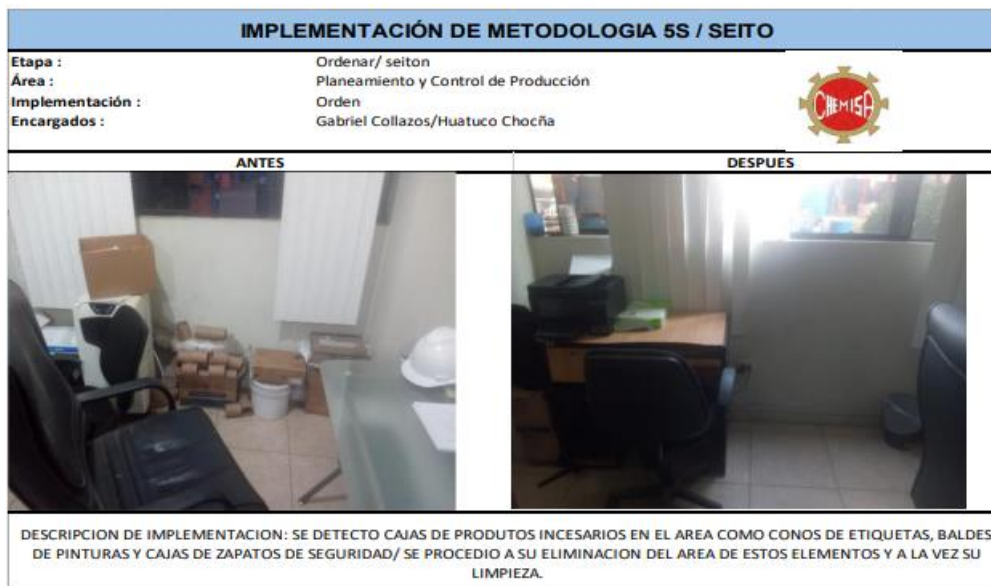 IMPLEMENTACIÓN DE METODOLOGIA 5S / SEITO
Etapa : Ordenar/ seiton
Área : Planeamiento y Control de Producción
Implementación : Orden
Encargados : Gabriel Collazos/Huatuco Chocña
CHEMISA
ANTES DESPUES
DESCRIPCION DE IMPLEMENTACION: SE DETECTO CAJAS DE PRODUTOS INCESARIOS EN EL AREA COMO CONOS DE ETIQUETAS, BALDES
DE PINTURAS Y CAJAS DE ZAPATOS DE SEGURIDAD/ SE PROCEDIO A SU ELIMINACION DEL AREA DE ESTOS ELEMENTOS Y A LA VEZ SU
LIMPIEZA.